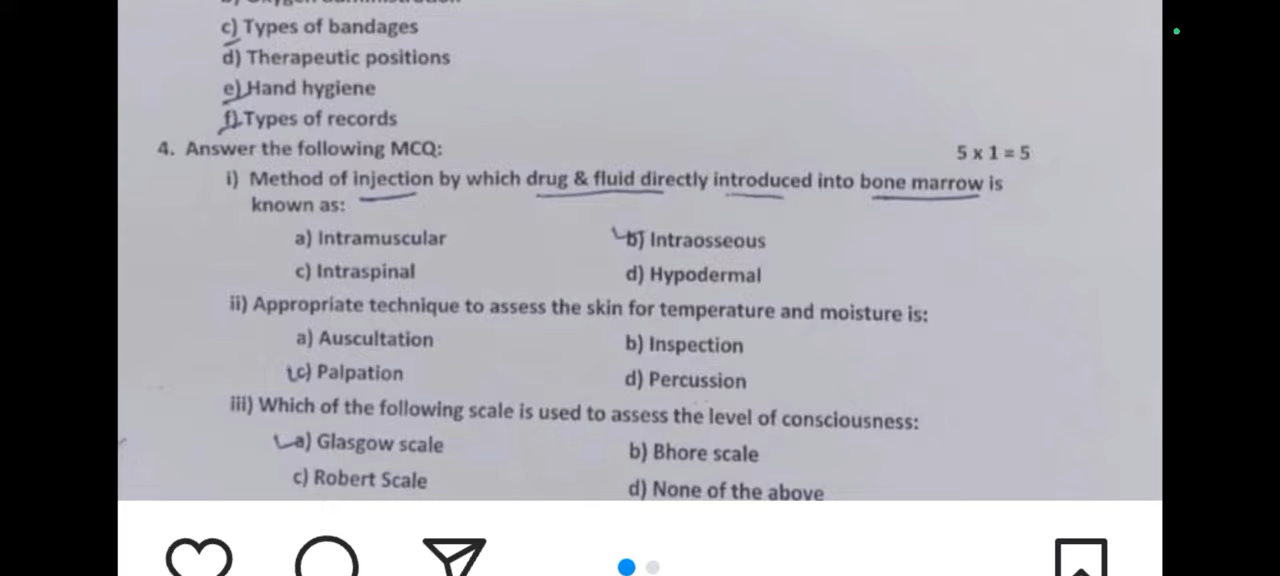 c) Types of bandages
d) Therapeutic positions
e) Hand hygiene
f) Types of records
4. Answer the following MCQ: 5 x 1 = 5
i) Method of injection by which drug & fluid directly introduced into bone marrow is
known as:
a) Intramuscular b) Intraosseous
c) Intraspinal d) Hypodermal
ii) Appropriate technique to assess the skin for temperature and moisture is:
a) Auscultation b) Inspection
c) Palpation d) Percussion
iii) Which of the following scale is used to assess the level of consciousness:
a) Glasgow scale b) Bhore scale
c) Robert Scale d) None of the above